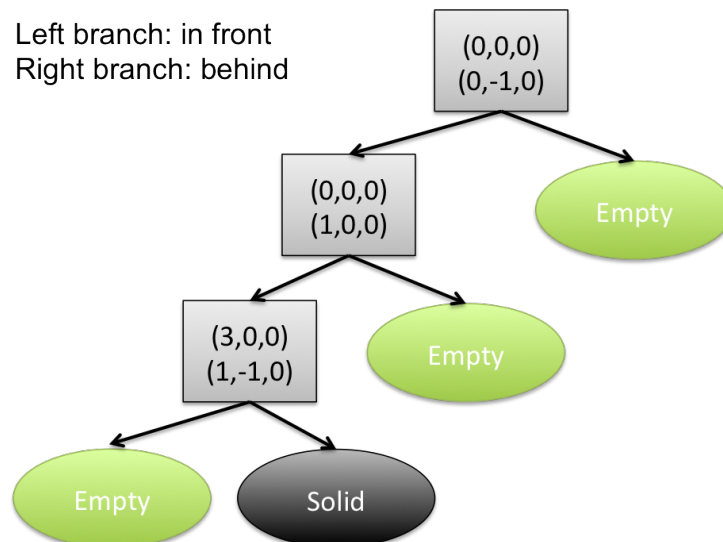 Left branch: in front
Right branch: behind
(0,0,0)
(0,-1,0)
(0,0,0)
(1,0,0)
Empty
(3,0,0)
(1,-1,0)
Empty
Empty
Solid